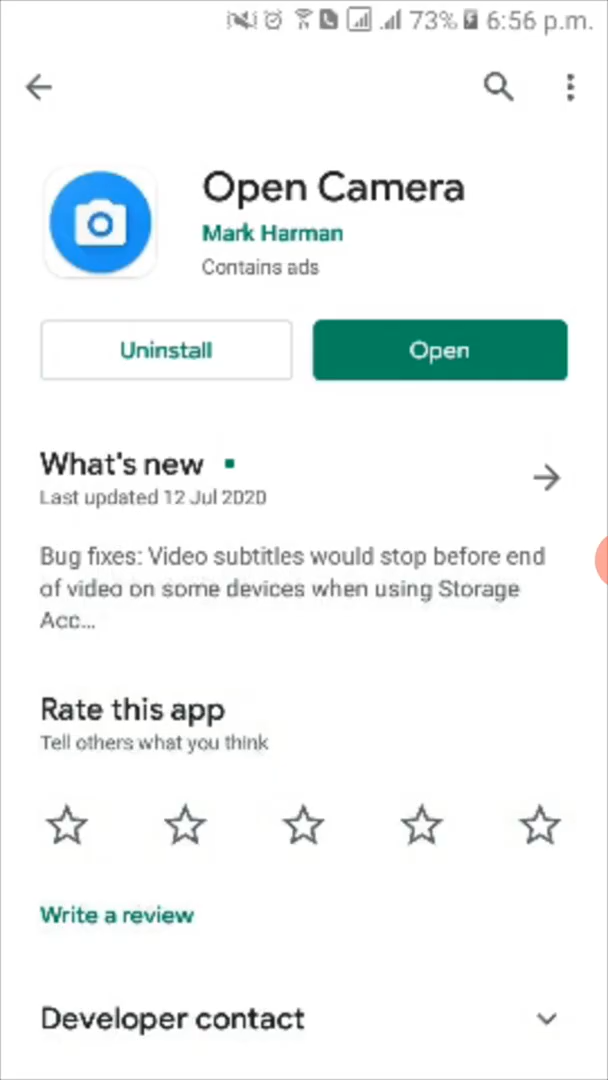 73% 6:56 p.m.
Open Camera
Mark Harman
Contains ads
Uninstall
Open
What's new
Last updated 12 Jul 2020
Bug fixes: Video subtitles would stop before end
of video on some devices when using Storage
Acc...
Rate this app
Tell others what you think
Write a review
Developer contact